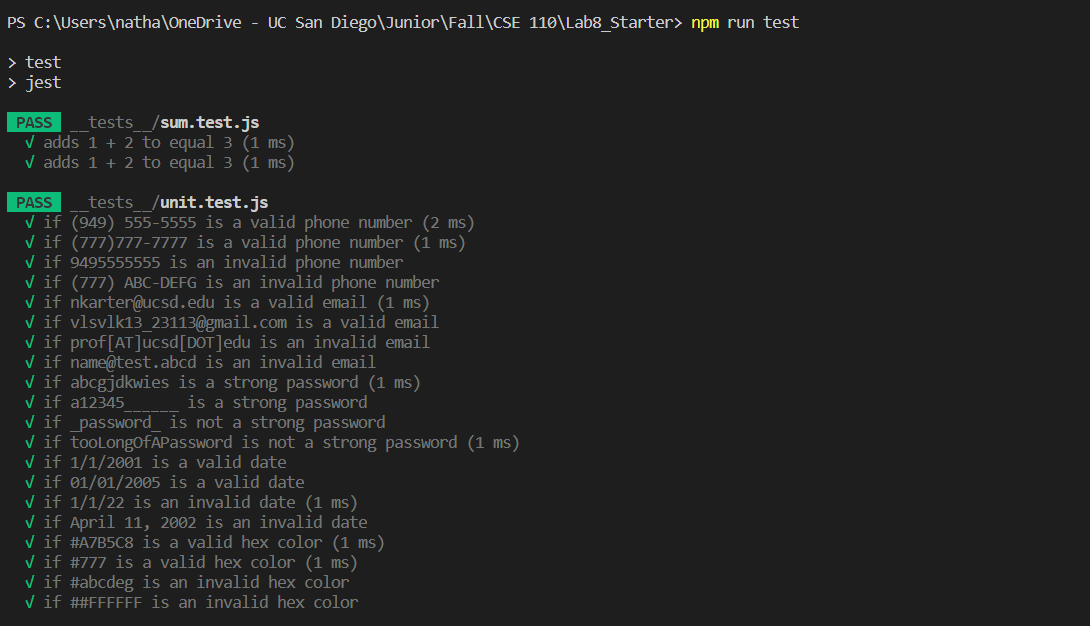 PS C:\Users\natha\OneDrive - UC San Diego\Junior\Fall\CSE 110\Lab8_Starter> npm run test
> test
> jest
PASS __tests__/sum.test.js
√ adds 1 + 2 to equal 3 (1 ms)
√ adds 1 + 2 to equal 3 (1 ms)
PASS __tests__/unit.test.js
√ if (949) 555-5555 is a valid phone number (2 ms)
√ if (777)777-7777 is a valid phone number (1 ms)
√ if 9495555555 is an invalid phone number
√ if (777) ABC-DEFG is an invalid phone number
√ if nkarter@ucsd.edu is a valid email (1 ms)
√ if vlsvlk13_23113@gmail.com is a valid email
√ if prof[AT]ucsd[DOT]edu is an invalid email
√ if name@test.abcd is an invalid email
√ if abcgjdkwies is a strong password (1 ms)
√ if a12345______ is a strong password
√ if _password_ is not a strong password
√ if tooLongOfAPassword is not a strong password (1 ms)
√ if 1/1/2001 is a valid date
√ if 01/01/2005 is a valid date
√ if 1/1/22 is an invalid date (1 ms)
√ if April 11, 2002 is an invalid date
√ if #A7B5C8 is a valid hex color (1 ms)
√ if #777 is a valid hex color (1 ms)
√ if #abcdeg is an invalid hex color
√ if ##FFFFFF is an invalid hex color